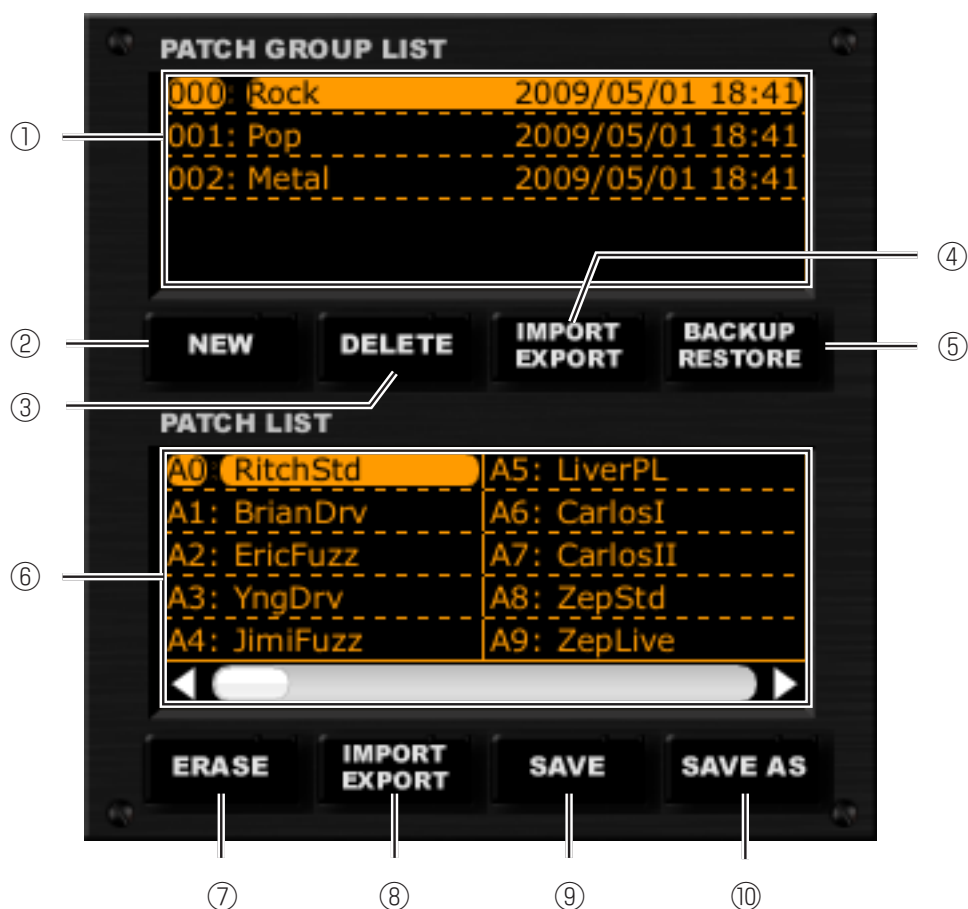 PATCH GROUP LIST
000: Rock 2009/05/01 18:41
① 001: Pop 2009/05/01 18:41
002: Metal 2009/05/01 18:41
④
② NEW DELETE IMPORT EXPORT BACKUP RESTORE ⑤
③
PATCH LIST
A0: RitchStd A5: LiverPL
A1: BrianDrv A6: CarlosI
A2: EricFuzz A7: CarlosII
⑥ A3: YngDrv A8: ZepStd
A4: JimiFuzz A9: ZepLive
ERASE IMPORT EXPORT SAVE SAVE AS
⑦ ⑧ ⑨ ⑩